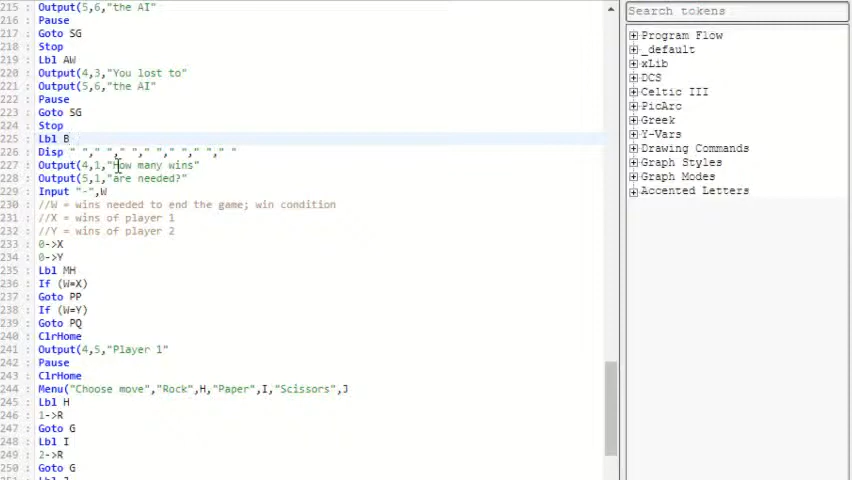 215 : Output(5,6,"the AI"
216 : Pause
217 : Goto SG
218 : Stop
219 : Lbl AW
220 : Output(4,3,"You lost to"
221 : Output(5,6,"the AI"
222 : Pause
223 : Goto SG
224 : Stop
225 : Lbl B
226 : Disp " "," "," "," "," "," "," "
227 : Output(4,1,"How many wins"
228 : Output(5,1,"are needed?"
229 : Input "-",W
230 : //W = wins needed to end the game; win condition
231 : //X = wins of player 1
232 : //Y = wins of player 2
233 : 0->X
234 : 0->Y
235 : Lbl MH
236 : If (W=X)
237 : Goto PP
238 : If (W=Y)
239 : Goto PQ
240 : ClrHome
241 : Output(4,5,"Player 1"
242 : Pause
243 : ClrHome
244 : Menu("Choose move","Rock",H,"Paper",I,"Scissors",J
245 : Lbl H
246 : 1->R
247 : Goto G
248 : Lbl I
249 : 2->R
250 : Goto G
Search tokens
Program Flow
_default
xLib
DCS
Celtic III
PicArc
Greek
Y-Vars
Drawing Commands
Graph Styles
Graph Modes
Accented Letters